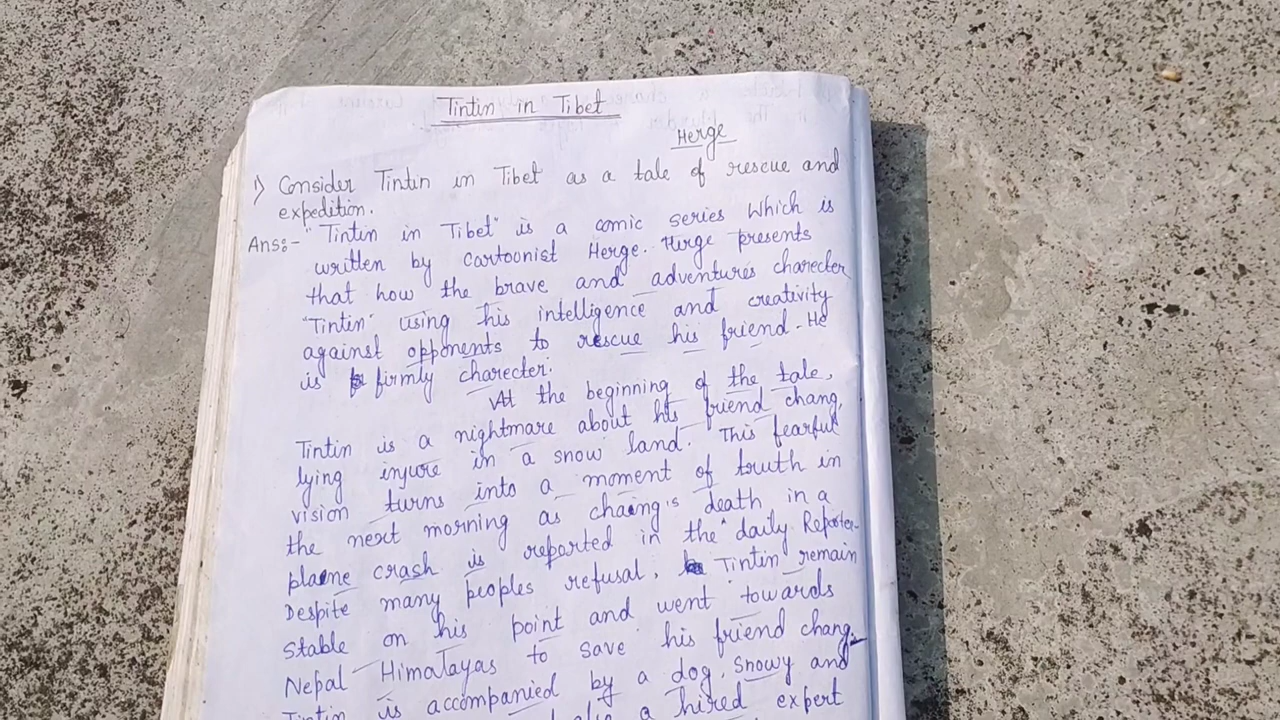 Tintin in Tibet
Herge
1) Consider Tintin in Tibet as a tale of rescue and
expedition.
Ans:- "Tintin in Tibet" is a comic series which is
written by cartoonist Herge. Herge presents
that how the brave and adventures charecter
"Tintin" using his intelligence and creativity
against opponents to rescue his friend. He
is firmly charecter.
At the beginning of the tale,
Tintin is a nightmare about his friend chang,
lying injure in a snow land. This fearful
vision turns into a moment of truth in
the next morning as chaing's death in a
plane crash is reported in the "daily Reporter
Despite many peoples refusal, Tintin remain
stable on his point and went towards
Nepal Himalayas to save his friend chang.
Tintin is accompanied by a dog, Snowy and
also a hired expert